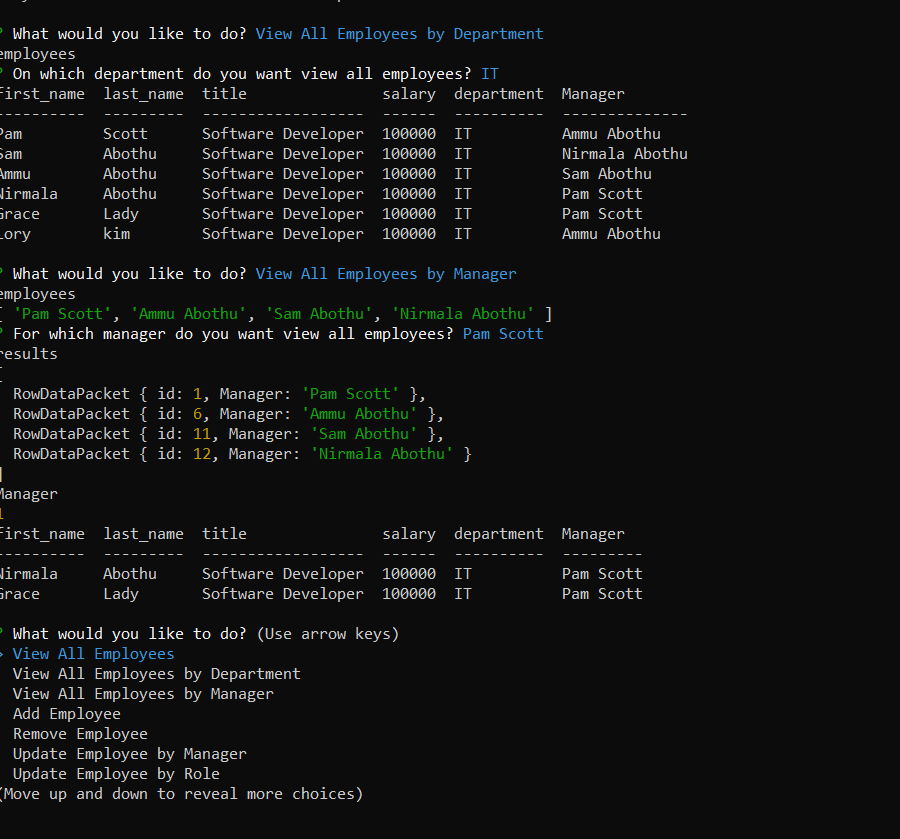 ? What would you like to do? View All Employees by Department
employees
? On which department do you want view all employees? IT
first_name  last_name  title               salary  department  Manager
----------  ---------  ------------------  ------  ----------  --------------
Pam         Scott      Software Developer  100000  IT          Ammu Abothu
Sam         Abothu     Software Developer  100000  IT          Nirmala Abothu
Ammu        Abothu     Software Developer  100000  IT          Sam Abothu
Nirmala     Abothu     Software Developer  100000  IT          Pam Scott
Grace       Lady       Software Developer  100000  IT          Pam Scott
Lory        kim        Software Developer  100000  IT          Ammu Abothu
? What would you like to do? View All Employees by Manager
employees
[ 'Pam Scott', 'Ammu Abothu', 'Sam Abothu', 'Nirmala Abothu' ]
? For which manager do you want view all employees? Pam Scott
results
[
  RowDataPacket { id: 1, Manager: 'Pam Scott' },
  RowDataPacket { id: 6, Manager: 'Ammu Abothu' },
  RowDataPacket { id: 11, Manager: 'Sam Abothu' },
  RowDataPacket { id: 12, Manager: 'Nirmala Abothu' }
]
Manager
1
first_name  last_name  title               salary  department  Manager
----------  ---------  ------------------  ------  ----------  ---------
Nirmala     Abothu     Software Developer  100000  IT          Pam Scott
Grace       Lady       Software Developer  100000  IT          Pam Scott
? What would you like to do? (Use arrow keys)
> View All Employees
  View All Employees by Department
  View All Employees by Manager
  Add Employee
  Remove Employee
  Update Employee by Manager
  Update Employee by Role
(Move up and down to reveal more choices)